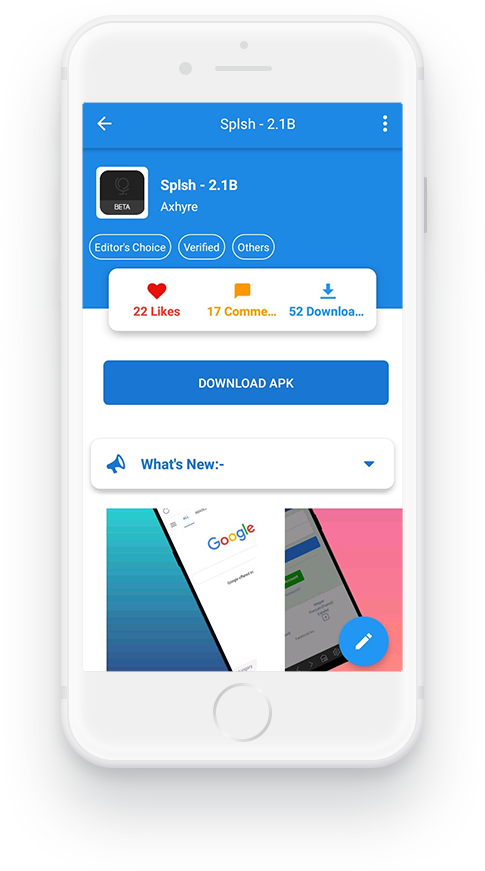 Splsh - 2.1B
Splsh - 2.1B
Axhyre
BETA
Editor's Choice
Verified
Others
22 Likes
17 Comme...
52 Downloa...
DOWNLOAD APK
What's New:-
Google
Google offered in: